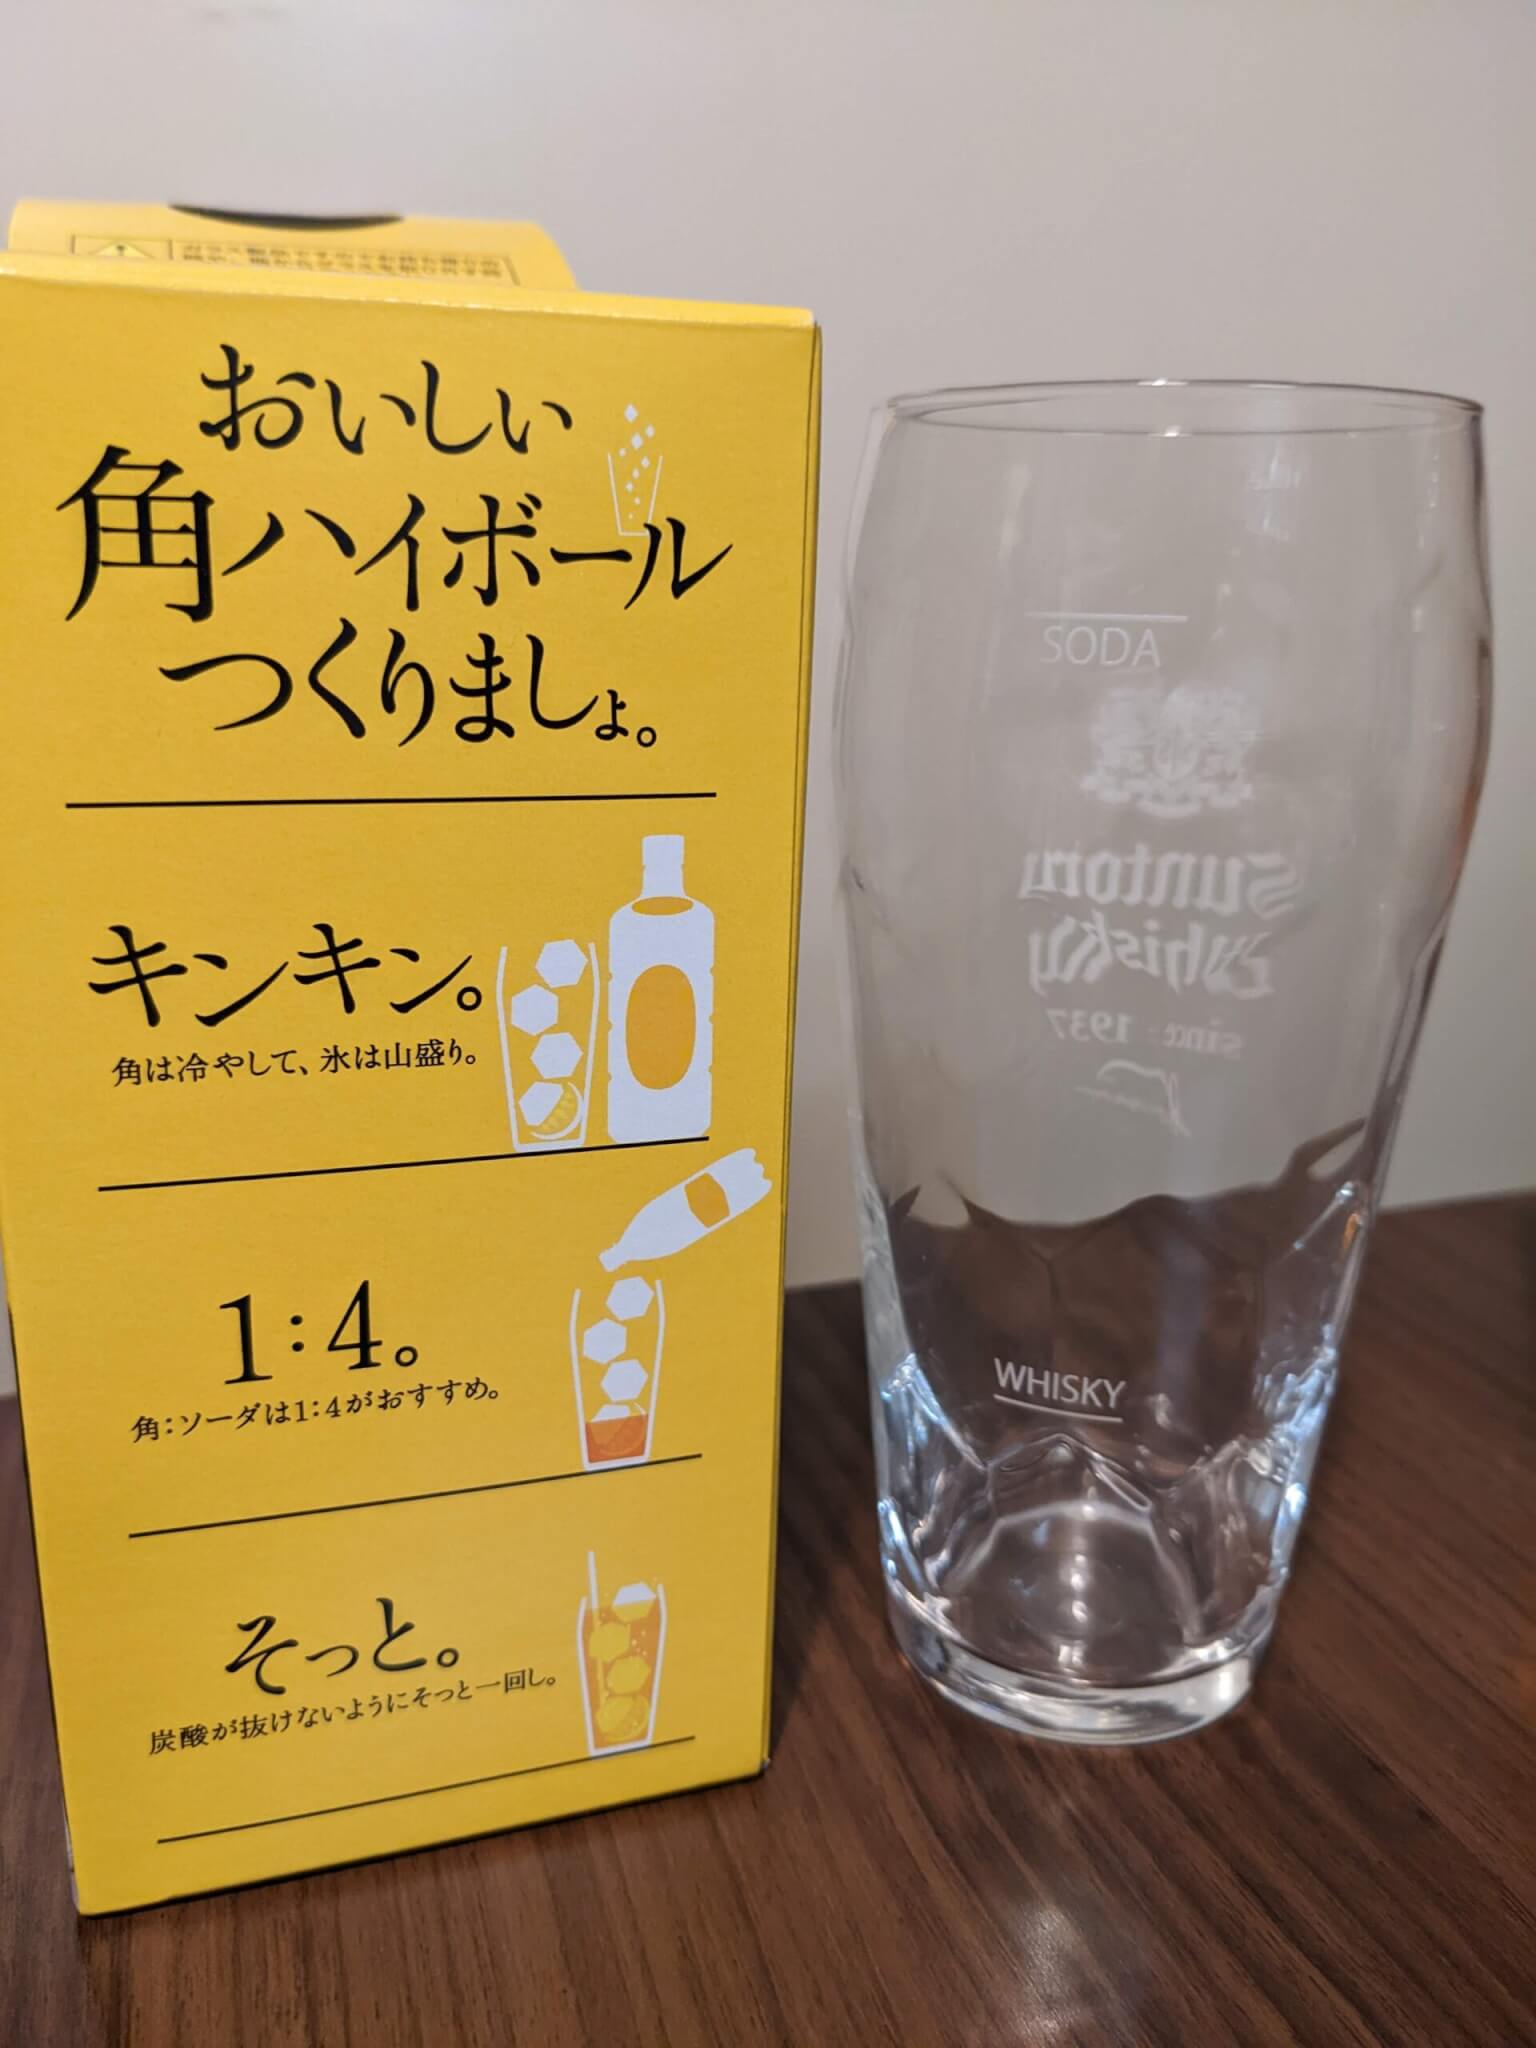 おいしい
角ハイボール
つくりましょ。
キンキン。
角は冷やして、氷は山盛り。
1:4。
角:ソーダは1:4がおすすめ。
そっと。
炭酸が抜けないようにそっと一回し。
SODA
Suntory
Whisky
since 1937
WHISKY